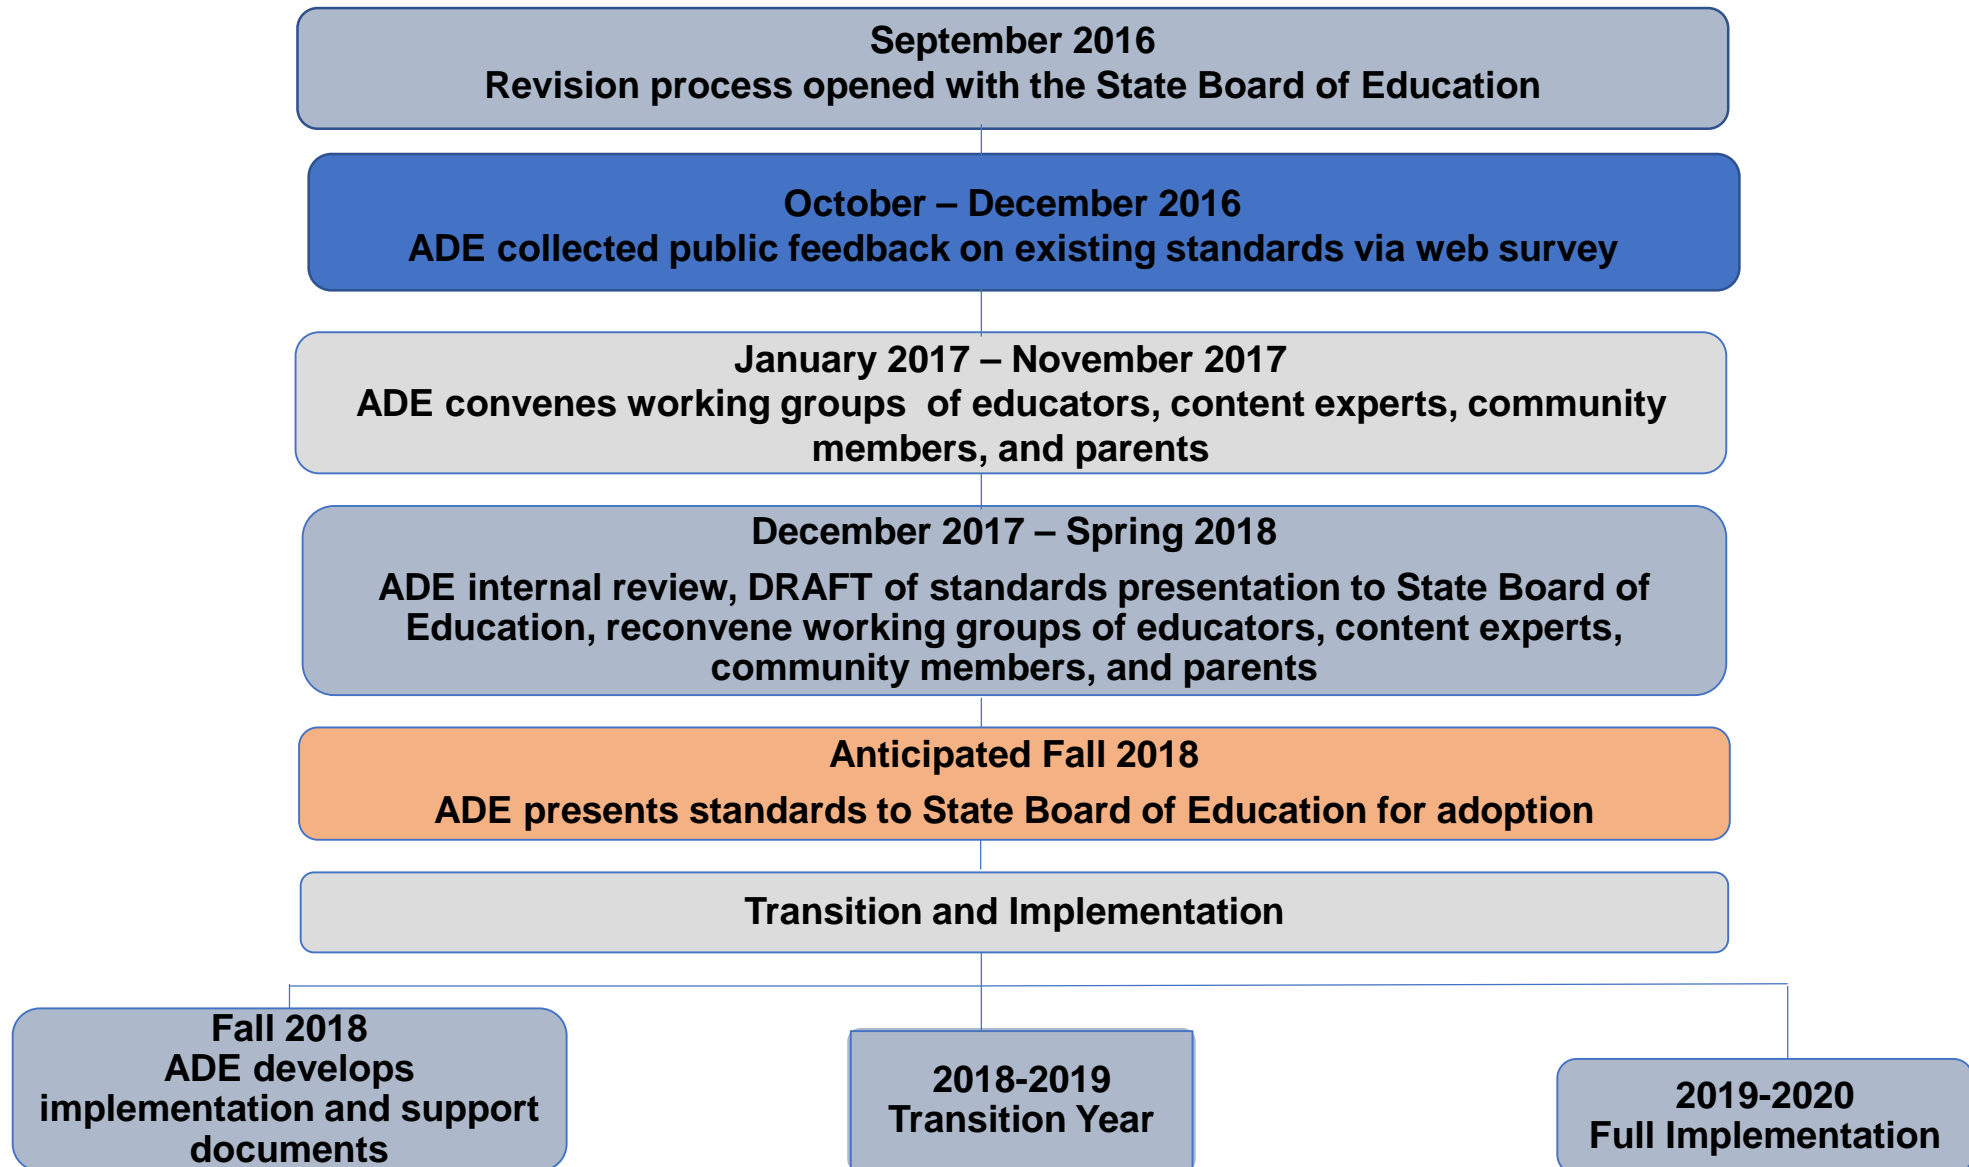 September 2016
Revision process opened with the State Board of Education
October – December 2016
ADE collected public feedback on existing standards via web survey
January 2017 – November 2017
ADE convenes working groups  of educators, content experts, community
members, and parents
December 2017 – Spring 2018
ADE internal review, DRAFT of standards presentation to State Board of
Education, reconvene working groups of educators, content experts,
community members, and parents
Anticipated Fall 2018
ADE presents standards to State Board of Education for adoption
Transition and Implementation
Fall 2018
ADE develops
implementation and support
documents
2018-2019
Transition Year
2019-2020
Full Implementation